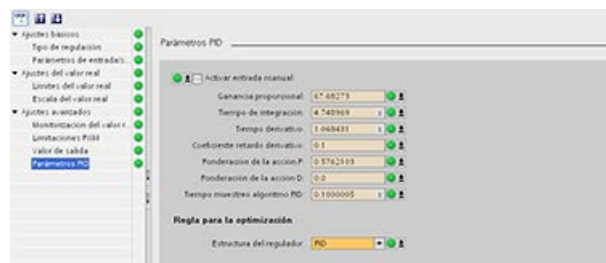 Ajustes básicos
Tipo de regulación
Parámetros de entrada/s..
Ajustes del valor real
Límites del valor real
Escala del valor real
Ajustes avanzados
Monitorización del valor r..
Limitaciones PWM
Valor de salida
Parámetros PID
Parámetros PID
Activar entrada manual
Ganancia proporcional: 67.60273
Tiempo de integración: 4.748969 s
Tiempo derivativo: 1.068431 s
Coeficiente retardo derivativo: 0.1
Ponderación de la acción P: 0.5762103
Ponderación de la acción D: 0.0
Tiempo muestreo algoritmo PID: 0.1000005 s
Regla para la optimización
Estructura del regulador: PID